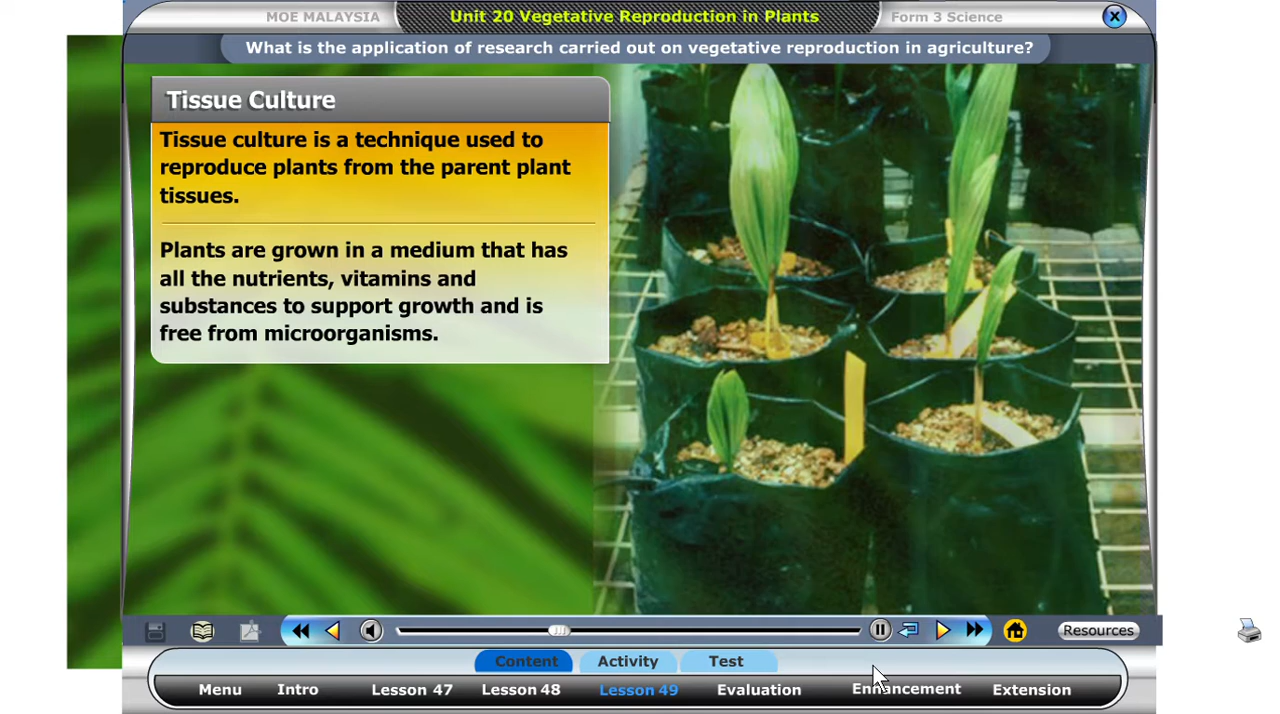 MOE MALAYSIA
Unit 20 Vegetative Reproduction in Plants
Form 3 Science
What is the application of research carried out on vegetative reproduction in agriculture?
Tissue Culture
Tissue culture is a technique used to
reproduce plants from the parent plant
tissues.
Plants are grown in a medium that has
all the nutrients, vitamins and
substances to support growth and is
free from microorganisms.
Resources
Content
Activity
Test
Menu
Intro
Lesson 47
Lesson 48
Lesson 49
Evaluation
Enhancement
Extension